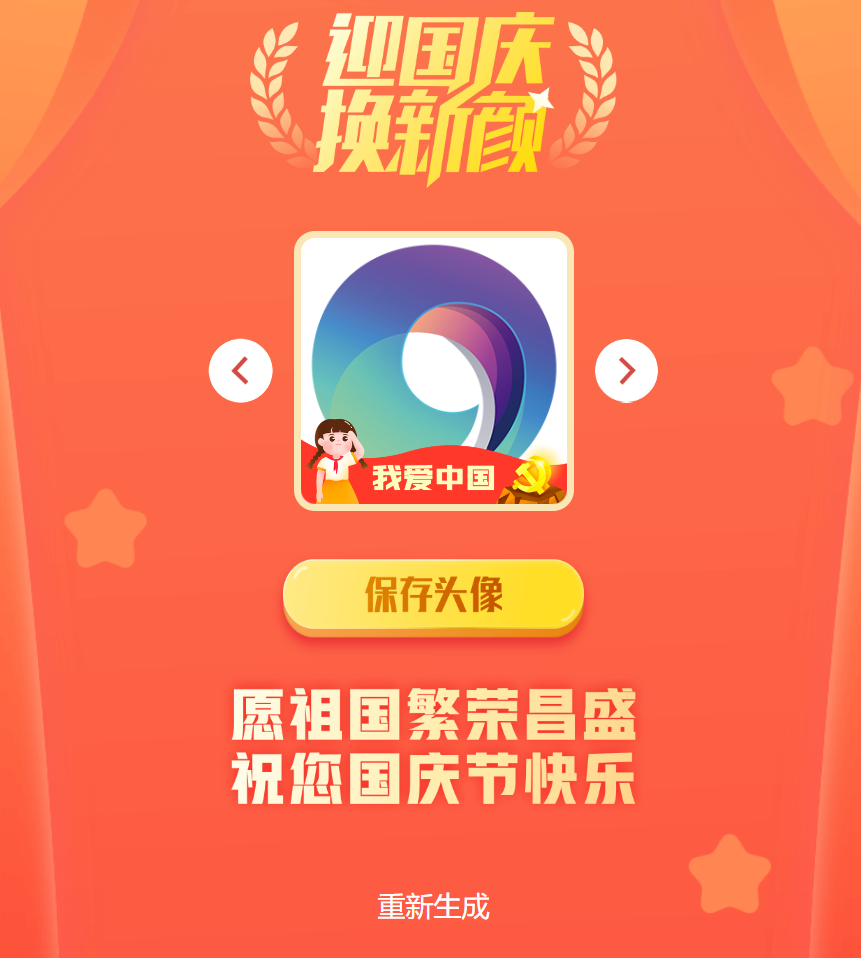 迎国庆
换新颜
我爱中国
保存头像
愿祖国繁荣昌盛
祝您国庆节快乐
重新生成